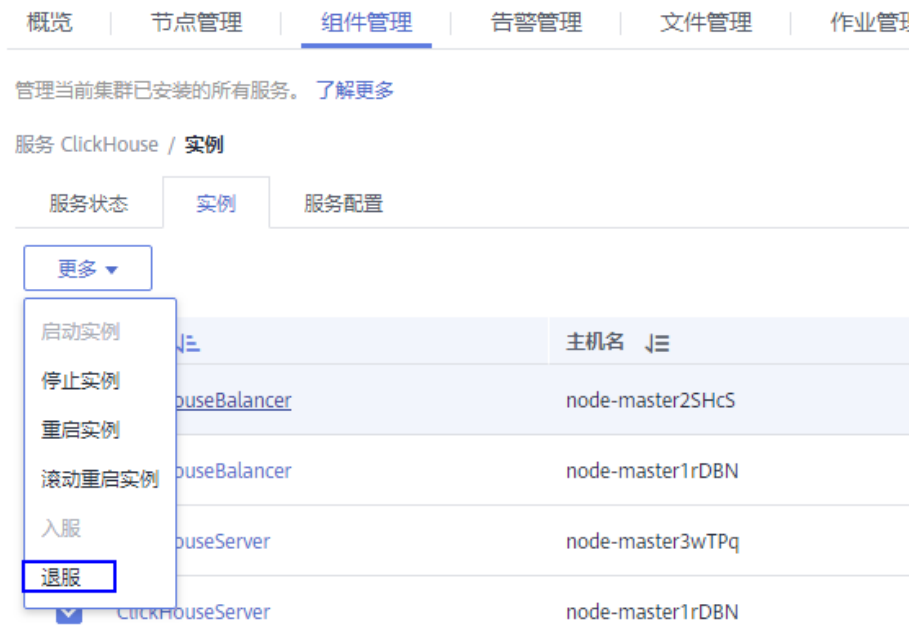 概览 节点管理 组件管理 告警管理 文件管理 作业管
管理当前集群已安装的所有服务。 了解更多
服务 ClickHouse / 实例
服务状态 实例 服务配置
更多
启动实例
主机名
停止实例
ouseBalancer node-master2SHcS
重启实例
ouseBalancer node-master1rDBN
滚动重启实例
入服
ouseServer node-master3wTPq
退服
ClickHouseServer node-master1rDBN